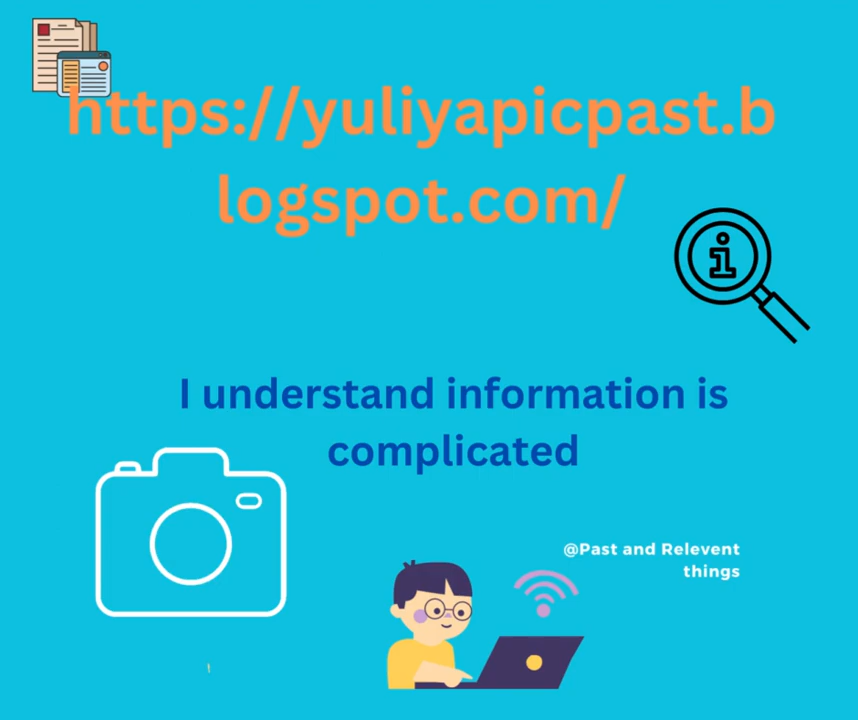 https://yuliyapicpast.b
logspot.com/
i
I understand information is
complicated
@Past and Relevent
things